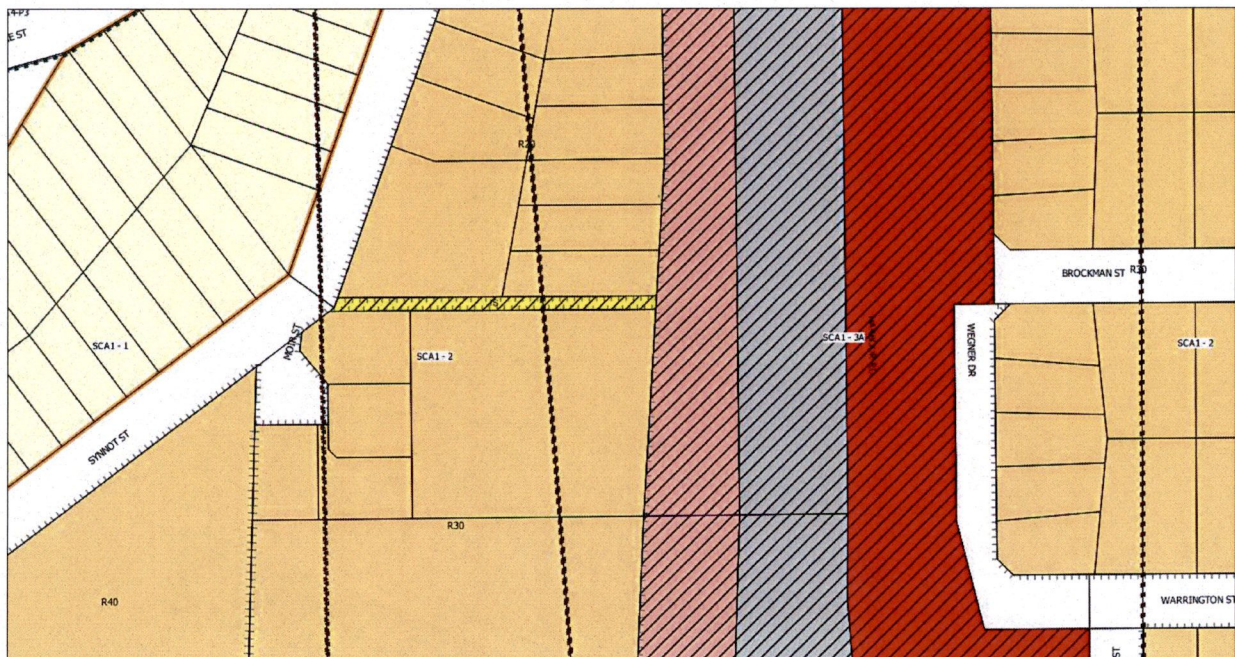 E ST
R20
BROCKMAN ST
R30
SCA1 - 1
MOIR ST
SCA1 - 2
SCA1 - 3A
WEGNER DR
SCA1 - 2
SYNNOT ST
R30
R40
WARRINGTON ST
ST